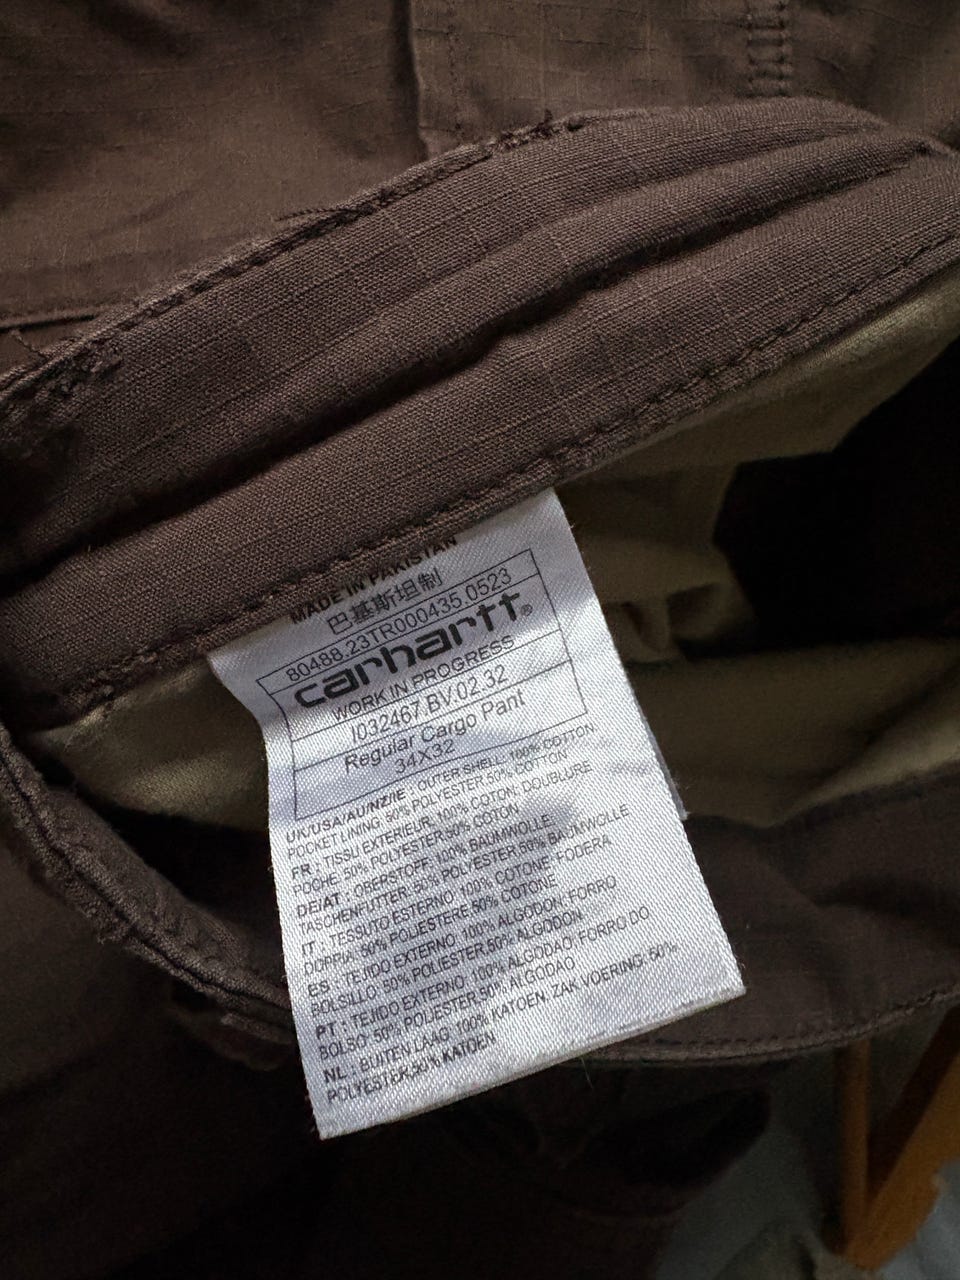 MADE IN PAKISTAN
巴基斯坦制
80488.23TR000435.0523
carhartt®
WORK IN PROGRESS
I032467.BV.02.32
Regular Cargo Pant
34X32
UK/USA/AU/NZ/IE : OUTER SHELL: 100% COTTON
POCKET LINING: 50% POLYESTER 50% COTTON
FR : TISSU EXTERIEUR: 100% COTON; DOUBLURE
POCHE: 50% POLYESTER 50% COTON
DE/AT : OBERSTOFF: 100% BAUMWOLLE
TASCHENFUTTER: 50% POLYESTER 50% BAUMWOLLE
IT : TESSUTO ESTERNO: 100% COTONE; FODERA
DOPPIA: 50% POLIESTERE 50% COTONE
ES : TEJIDO EXTERNO: 100% ALGODON; FORRO
BOLSILLO: 50% POLIESTER 50% ALGODON
PT : TEJIDO EXTERNO: 100% ALGODAO; FORRO DO
BOLSO: 50% POLYESTER 50% ALGODAO
NL : BUITEN LAAG: 100% KATOEN; ZAK VOERING: 50%
POLYESTER 50% KATOEN